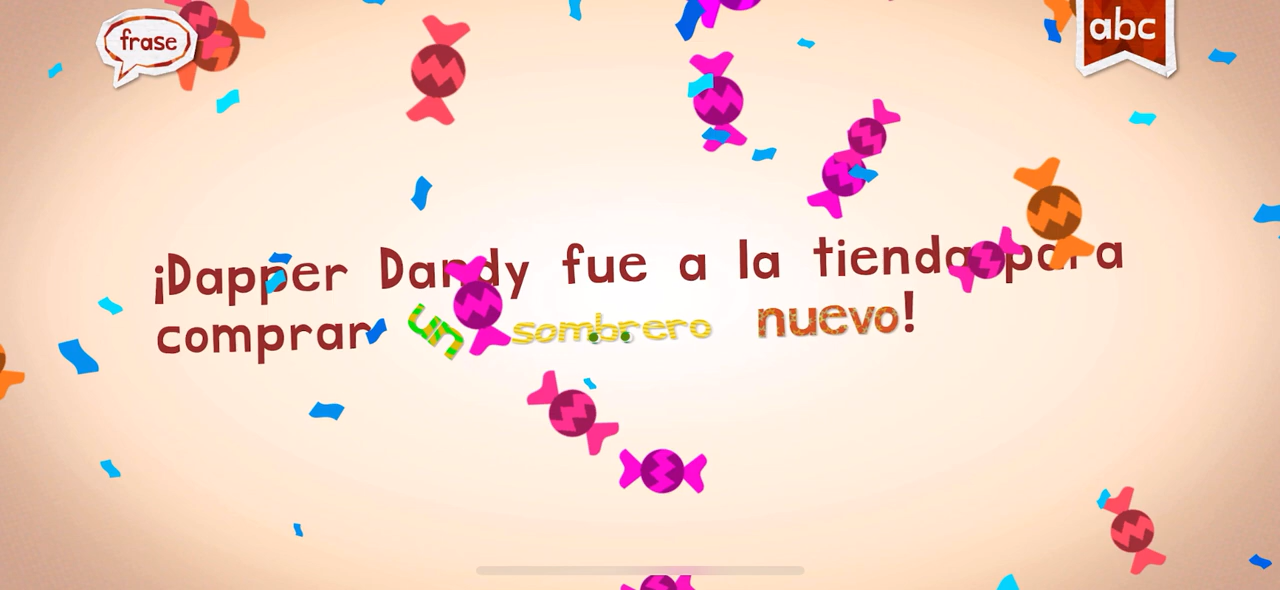 frase
abc
¡Dapper Dandy fue a la tienda para
comprar un sombrero nuevo!